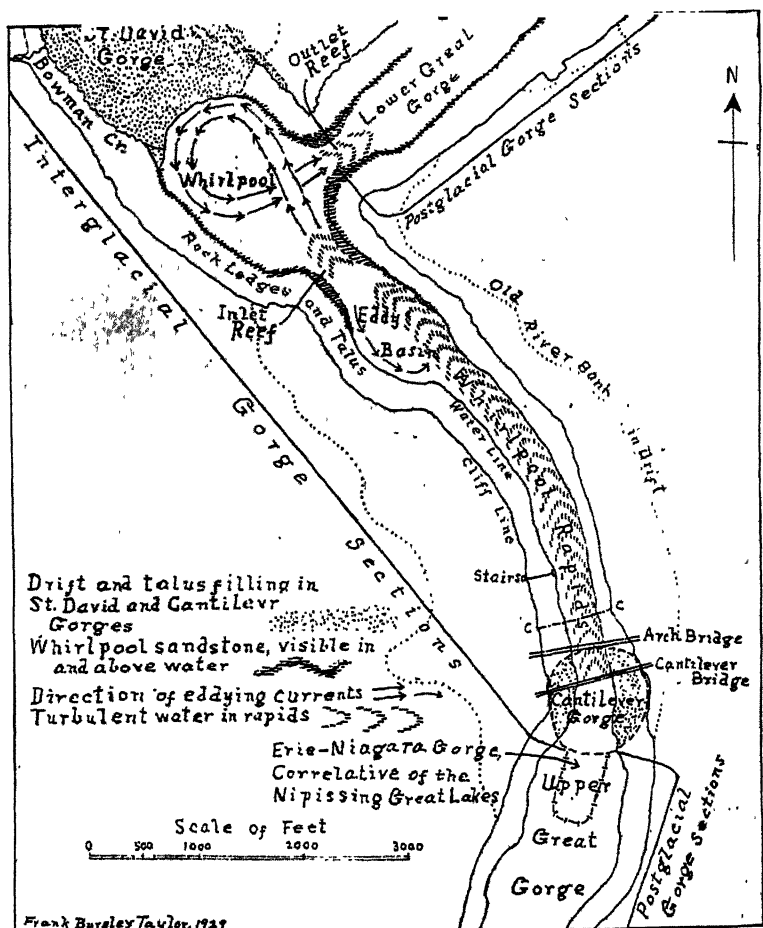 St. David
Gorge
Outlet
Reef
Lower Great
Gorge
Postglacial Gorge Sections
N
Bowman Cr.
Interglacial
Gorge
Sections
Whirlpool
Rock Ledges
and Talus
Inlet
Reef
Eddy
Basin
Old
River Bank
in Drift
Whirlpool
Rapids
Water Line
Cliff Line
Stairs
C
C
Arch Bridge
Cantilever
Bridge
Cantilever
Gorge
Drift and talus filling in
St. David and Cantilevr
Gorges
Whirlpool sandstone, visible in
and above water
Direction of eddying currents
Turbulent water in rapids
Erie-Niagara Gorge,
Correlative of the
Nipissing Great Lakes
Upper
Great
Gorge
Postglacial
Gorge Sections
Scale of Feet
0 500 1000 2000 3000
Frank Bursley Taylor, 1929